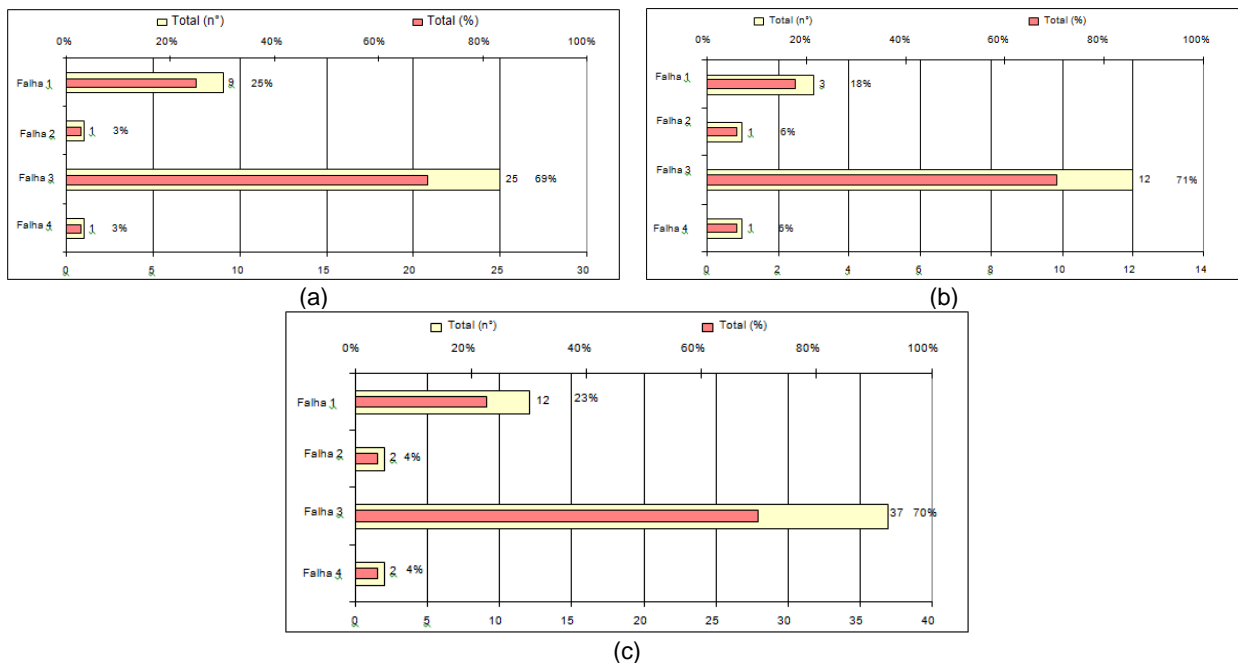 Total (n°) Total (%)
0% 20% 40% 60% 80% 100%
Falha 1 9 25%
Falha 2 1 3%
Falha 3 25 69%
Falha 4 1 3%
0 5 10 15 20 25 30
(a)
Total (n°) Total (%)
0% 20% 40% 60% 80% 100%
Falha 1 3 18%
Falha 2 1 6%
Falha 3 12 71%
Falha 4 1 6%
0 2 4 6 8 10 12 14
(b)
Total (n°) Total (%)
0% 20% 40% 60% 80% 100%
Falha 1 12 23%
Falha 2 2 4%
Falha 3 37 70%
Falha 4 2 4%
0 5 10 15 20 25 30 35 40
(c)